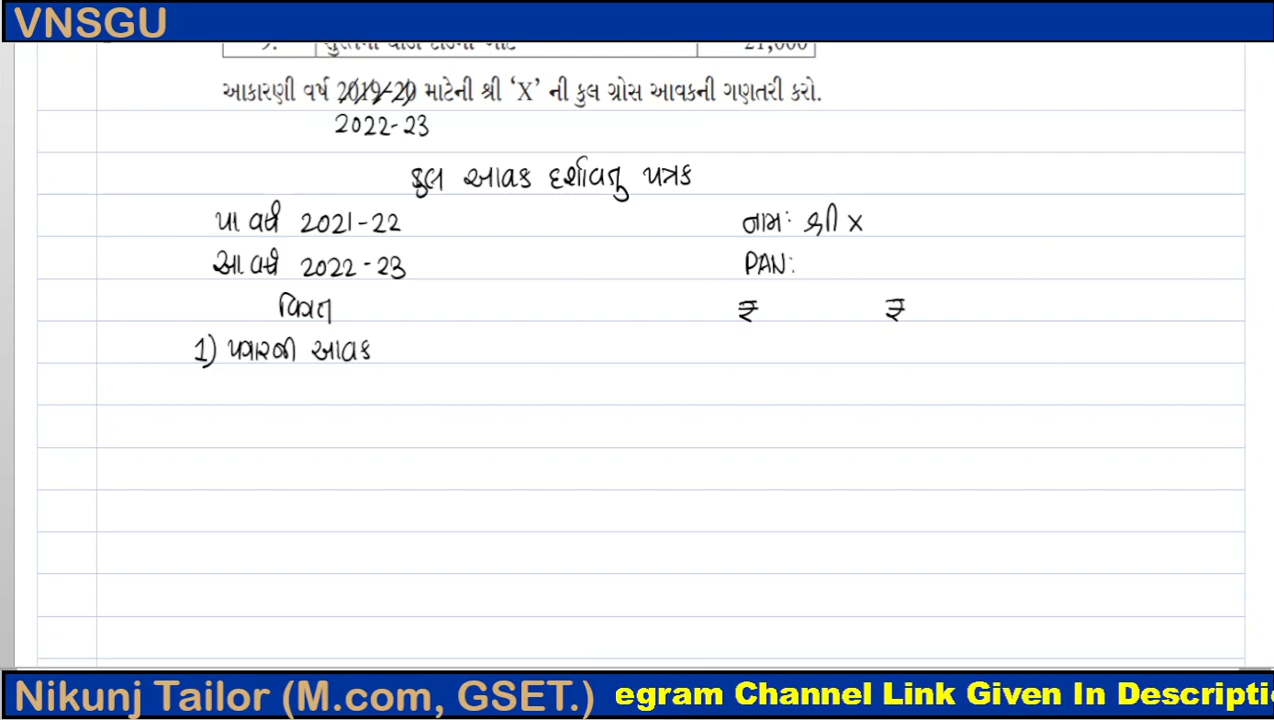 VNSGU
21,000
આકારણી વર્ષ 2019-20 માટેની શ્રી ‘X’ ની કુલ ગ્રોસ આવકની ગણતરી કરો.
2022-23
કુલ આવક દર્શાવતુ પત્રક
પા વર્ષ 2021-22 નામ: શ્રી x
આ વર્ષ 2022-23 PAN:
વિગત ₹ ₹
1) પગારની આવક
Nikunj Tailor (M.com, GSET.) egram Channel Link Given In Descripti